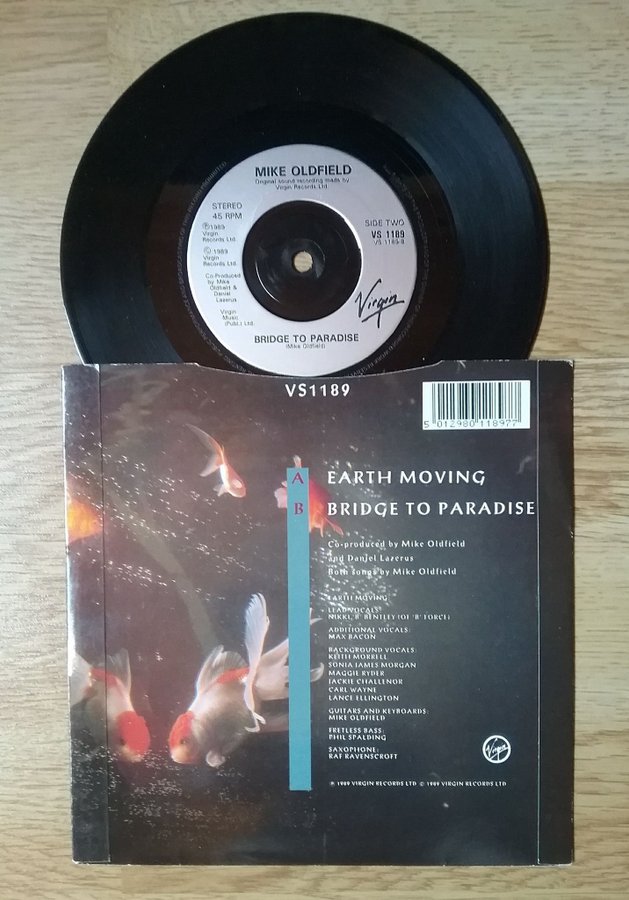 MIKE OLDFIELD
Original sound recording made by
Virgin Records Ltd.
STEREO
45 RPM
℗1989
Virgin
Records Ltd.
© 1989
Virgin
Records Ltd.
Co-Produced
by Mike
Oldfield &
Daniel
Lazerus
Virgin
Music
(Publ) Ltd.
SIDE TWO
VS 1189
VS 1189-B
Virgin
BRIDGE TO PARADISE
(Mike Oldfield)
VS1189
5 012980 118977
A EARTH MOVING
B BRIDGE TO PARADISE
Co-produced by Mike Oldfield
and Daniel Lazerus
Both songs by Mike Oldfield
EARTH MOVING
LEAD VOCALS:
NIKKI 'B' BENTLEY (OF 'B' FORCE)
ADDITIONAL VOCALS:
MAX BACON
BACKGROUND VOCALS:
KEITH MORRELL
SONIA JAMES MORGAN
MAGGIE RYDER
JACKIE CHALLENOR
CARL WAYNE
LANCE ELLINGTON
GUITARS AND KEYBOARDS:
MIKE OLDFIELD
FRETLESS BASS:
PHIL SPALDING
SAXOPHONE:
RAF RAVENSCROFT
Virgin
℗ 1989 VIRGIN RECORDS LTD © 1989 VIRGIN RECORDS LTD